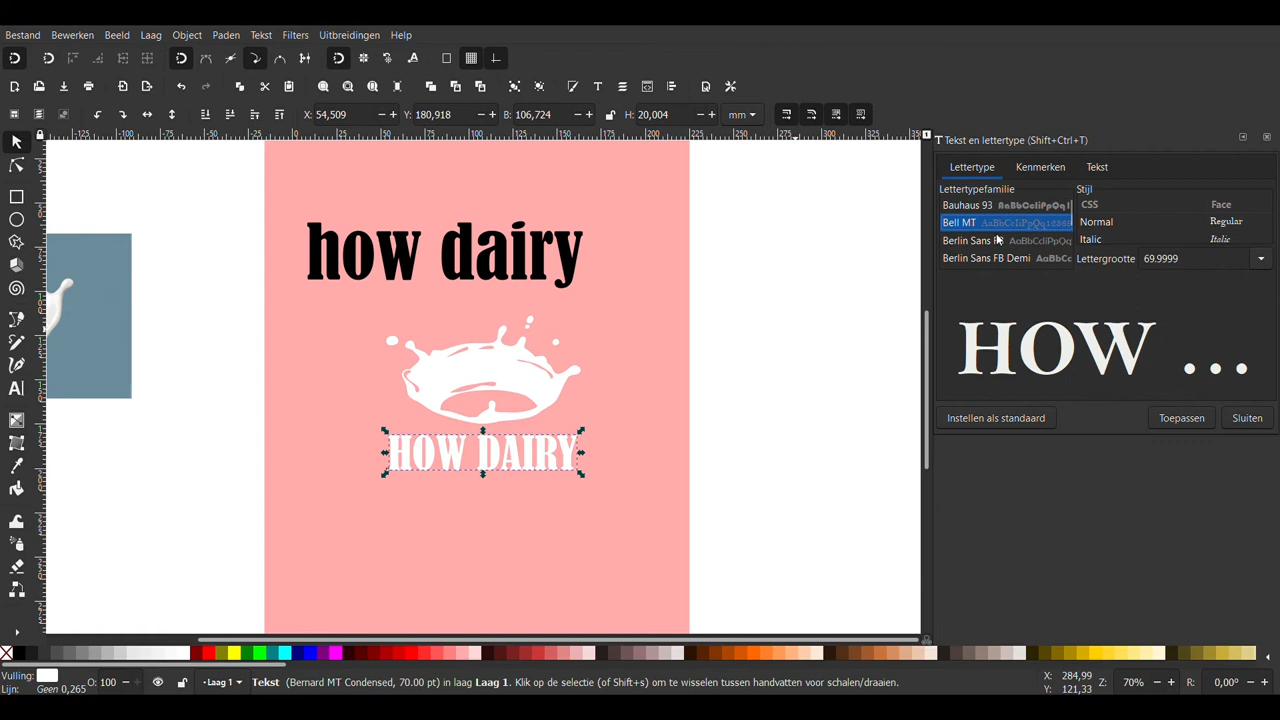 Bestand Bewerken Beeld Laag Object Paden Tekst Filters Uitbreidingen Help
X: 54,509 Y: 180,918 B: 106,724 H: 20,004 mm
Tekst en lettertype (Shift+Ctrl+T)
Lettertype Kenmerken Tekst
Lettertypefamilie Stijl
Bauhaus 93 AaBbCcIiPpQq1
CSS Face
Bell MT AaBbCcIiPpQq12369
Normal Regular
Berlin Sans AaBbCcIiPpQq
Italic Italic
Berlin Sans FB Demi AaBbCc
Lettergrootte 69.9999
how dairy
HOW ...
HOW DAIRY
Instellen als standaard Toepassen Sluiten
Vulling:
Lijn: Geen 0,265
O: 100
Laag 1
Tekst (Bernard MT Condensed, 70.00 pt) in laag Laag 1. Klik op de selectie (of Shift+s) om te wisselen tussen handvatten voor schalen/draaien.
X: 284,99
Y: 121,33
Z: 70%
R: 0,00°